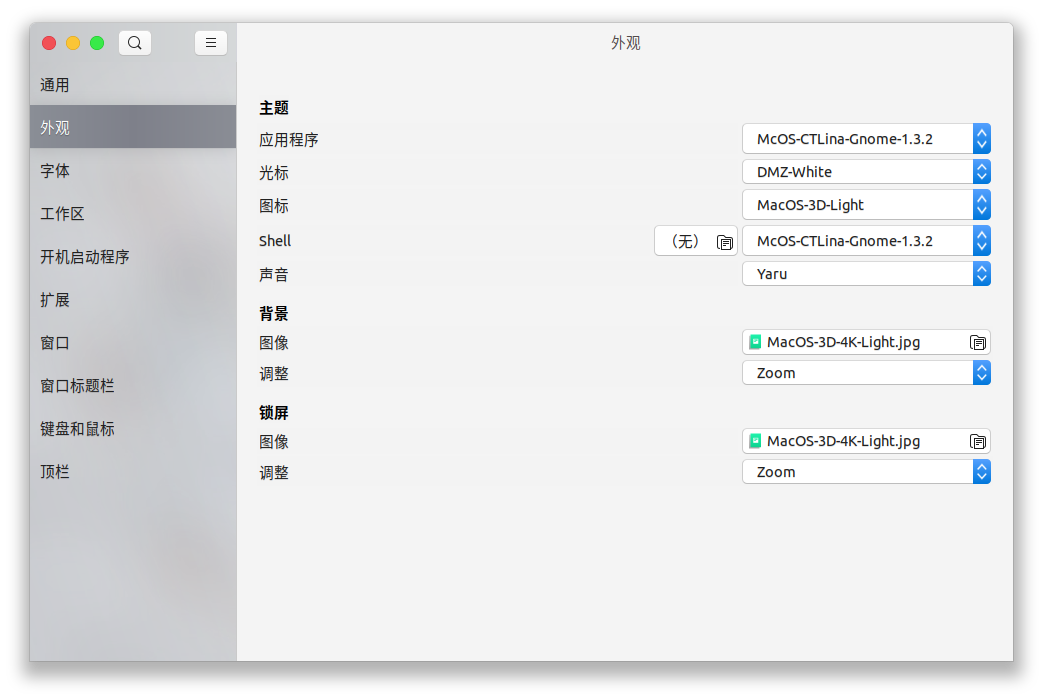 外观
通用
外观
字体
工作区
开机启动程序
扩展
窗口
窗口标题栏
键盘和鼠标
顶栏
主题
应用程序 McOS-CTLina-Gnome-1.3.2
光标 DMZ-White
图标 MacOS-3D-Light
Shell （无） McOS-CTLina-Gnome-1.3.2
声音 Yaru
背景
图像 MacOS-3D-4K-Light.jpg
调整 Zoom
锁屏
图像 MacOS-3D-4K-Light.jpg
调整 Zoom